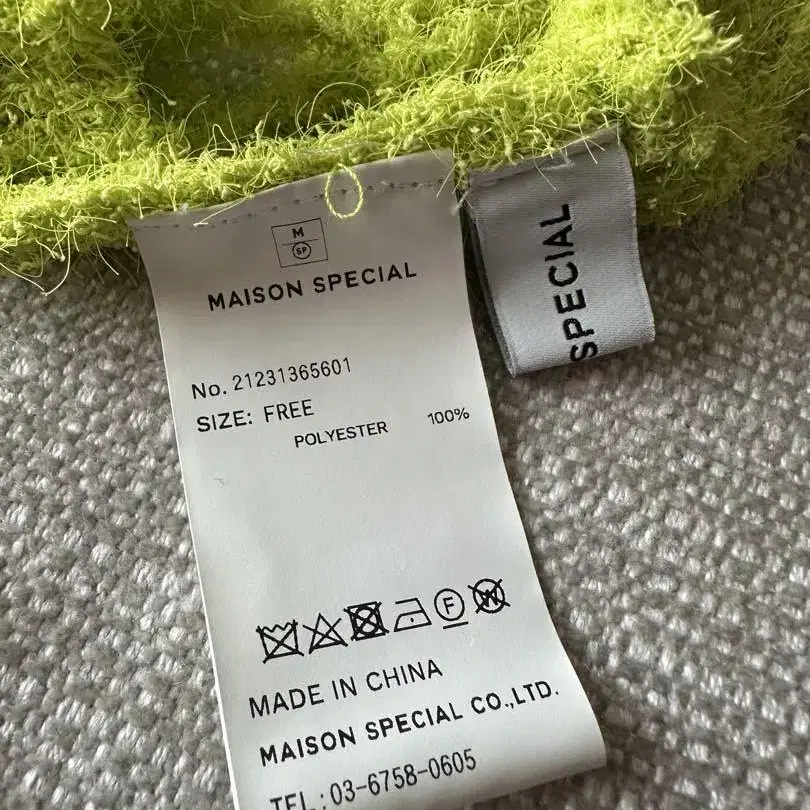 M
SP
MAISON SPECIAL
No. 21231365601
SIZE: FREE
POLYESTER 100%
F
W
MADE IN CHINA
MAISON SPECIAL CO.,LTD.
TEL:03-6758-0605
SPECIAL